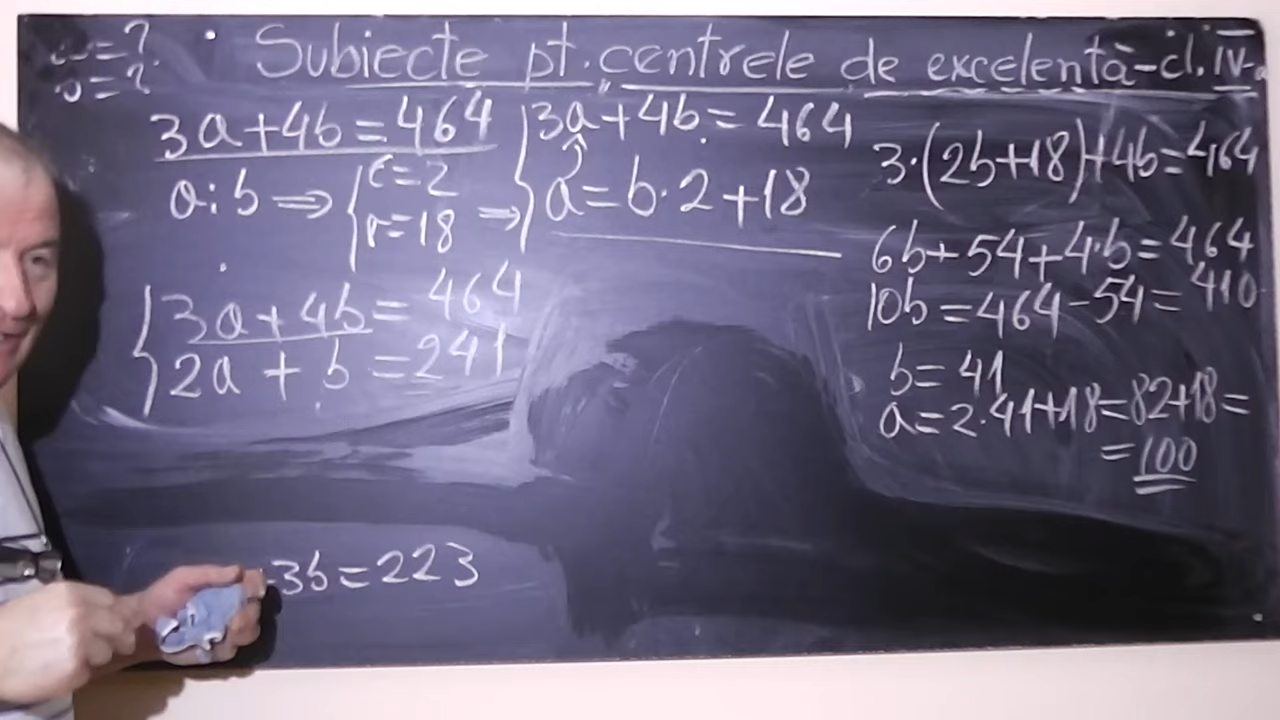 =?
=?
Subiecte pt. centrele de excelență-cl. IV-a
3a+4b=464
a:b ⇒ { c=2
r=18 ⇒
{ 3a+4b=464
a=b·2+18
{ 3a+4b=464
2a+b=241
3b=223
3·(2b+18)+4b=464
6b+54+4·b=464
10b=464-54=410
b=41
a=2·41+18=82+18=
=100